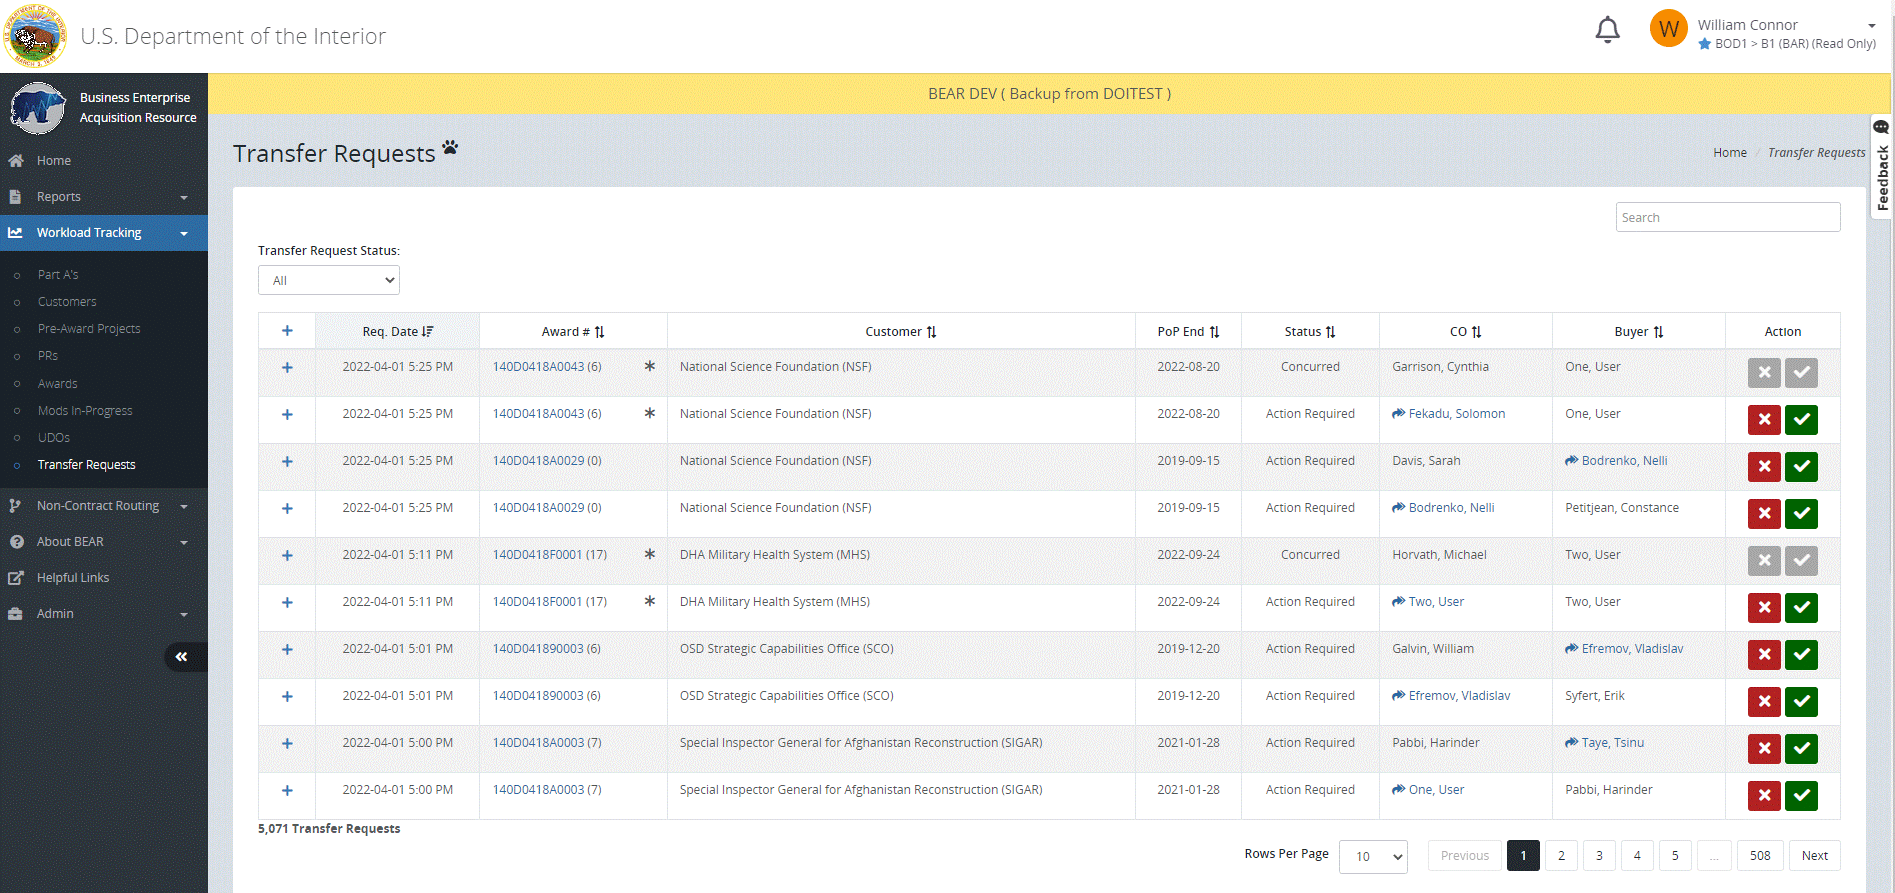 U.S. Department of the Interior
William Connor
BOD1 > B1 (BAR) (Read Only)
W
Business Enterprise
Acquisition Resource
BEAR DEV ( Backup from DOITEST )
Home
Reports
Workload Tracking
Part A's
Customers
Pre-Award Projects
PRs
Awards
Mods In-Progress
UDOs
Transfer Requests
Non-Contract Routing
About BEAR
Helpful Links
Admin
Transfer Requests
Home / Transfer Requests
Feedback
Search
Transfer Request Status:
All
Req. Date Award # Customer PoP End Status CO Buyer Action
2022-04-01 5:25 PM 140D0418A0043 (6) * National Science Foundation (NSF) 2022-08-20 Concurred Garrison, Cynthia One, User
2022-04-01 5:25 PM 140D0418A0043 (6) * National Science Foundation (NSF) 2022-08-20 Action Required Fekadu, Solomon One, User
2022-04-01 5:25 PM 140D0418A0029 (0) National Science Foundation (NSF) 2019-09-15 Action Required Davis, Sarah Bodrenko, Nelli
2022-04-01 5:25 PM 140D0418A0029 (0) National Science Foundation (NSF) 2019-09-15 Action Required Bodrenko, Nelli Petitjean, Constance
2022-04-01 5:11 PM 140D0418F0001 (17) * DHA Military Health System (MHS) 2022-09-24 Concurred Horvath, Michael Two, User
2022-04-01 5:11 PM 140D0418F0001 (17) * DHA Military Health System (MHS) 2022-09-24 Action Required Two, User Two, User
2022-04-01 5:01 PM 140D041890003 (6) OSD Strategic Capabilities Office (SCO) 2019-12-20 Action Required Galvin, William Efremov, Vladislav
2022-04-01 5:01 PM 140D041890003 (6) OSD Strategic Capabilities Office (SCO) 2019-12-20 Action Required Efremov, Vladislav Syfert, Erik
2022-04-01 5:00 PM 140D0418A0003 (7) Special Inspector General for Afghanistan Reconstruction (SIGAR) 2021-01-28 Action Required Pabbi, Harinder Taye, Tsinu
2022-04-01 5:00 PM 140D0418A0003 (7) Special Inspector General for Afghanistan Reconstruction (SIGAR) 2021-01-28 Action Required One, User Pabbi, Harinder
5,071 Transfer Requests
Rows Per Page 10 Previous 1 2 3 4 5 ... 508 Next